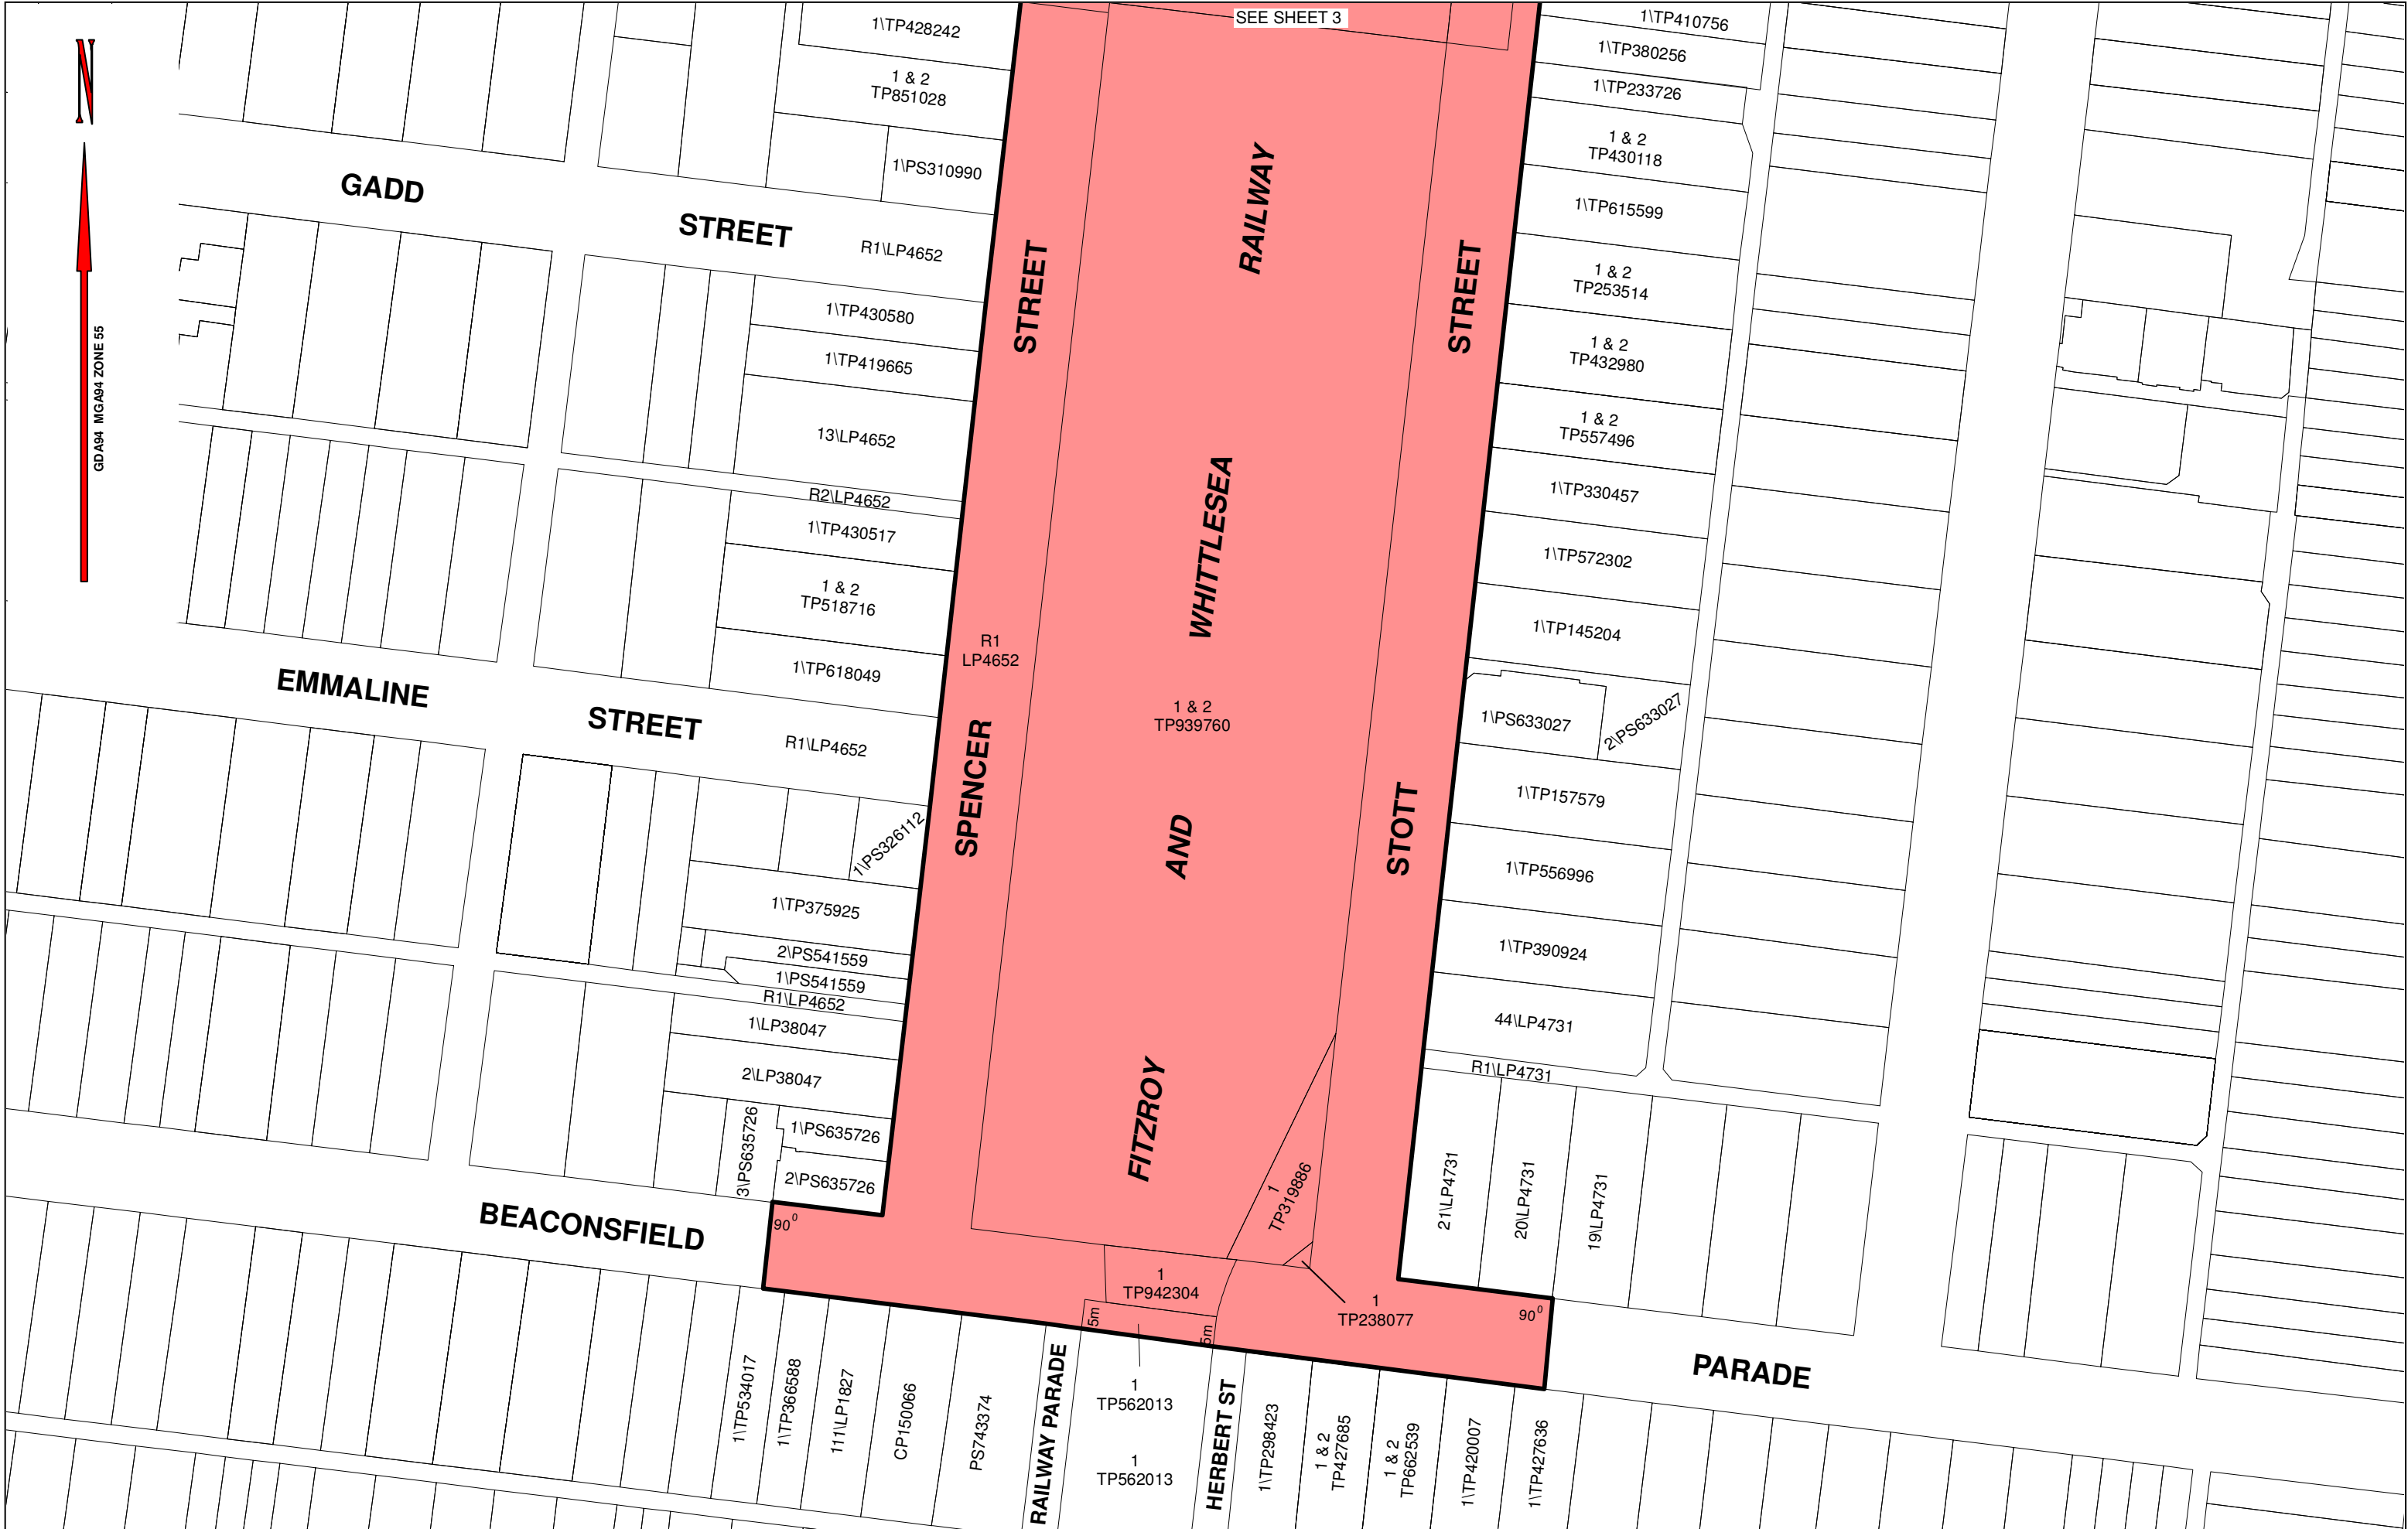 SEE SHEET 3
N
GDA94 MGA94 ZONE 55
1\TP428242
1 & 2
TP851028
1\PS310990
GADD
STREET
R1\LP4652
1\TP430580
1\TP419665
13\LP4652
R2\LP4652
1\TP430517
1 & 2
TP518716
1\TP618049
EMMALINE
STREET
R1\LP4652
1\PS326112
1\TP375925
2\PS541559
1\PS541559
R1\LP4652
1\LP38047
2\LP38047
3\PS635726
1\PS635726
2\PS635726
BEACONSFIELD
PARADE
SPENCER
STREET
R1
LP4652
FITZROY
AND
WHITTLESEA
RAILWAY
1 & 2
TP939760
STOTT
STREET
1
TP319886
1
TP942304
1
TP238077
5m
5m
90⁰
90⁰
1\TP410756
1\TP380256
1\TP233726
1 & 2
TP430118
1\TP615599
1 & 2
TP253514
1 & 2
TP432980
1 & 2
TP557496
1\TP330457
1\TP572302
1\TP145204
1\PS633027
2\PS633027
1\TP157579
1\TP556996
1\TP390924
44\LP4731
R1\LP4731
21\LP4731
20\LP4731
19\LP4731
1\TP534017
1\TP366588
111\LP1827
CP150066
PS743374
RAILWAY PARADE
1
TP562013
1
TP562013
HERBERT ST
1\TP298423
1 & 2
TP427685
1 & 2
TP662539
1\TP420007
1\TP427636